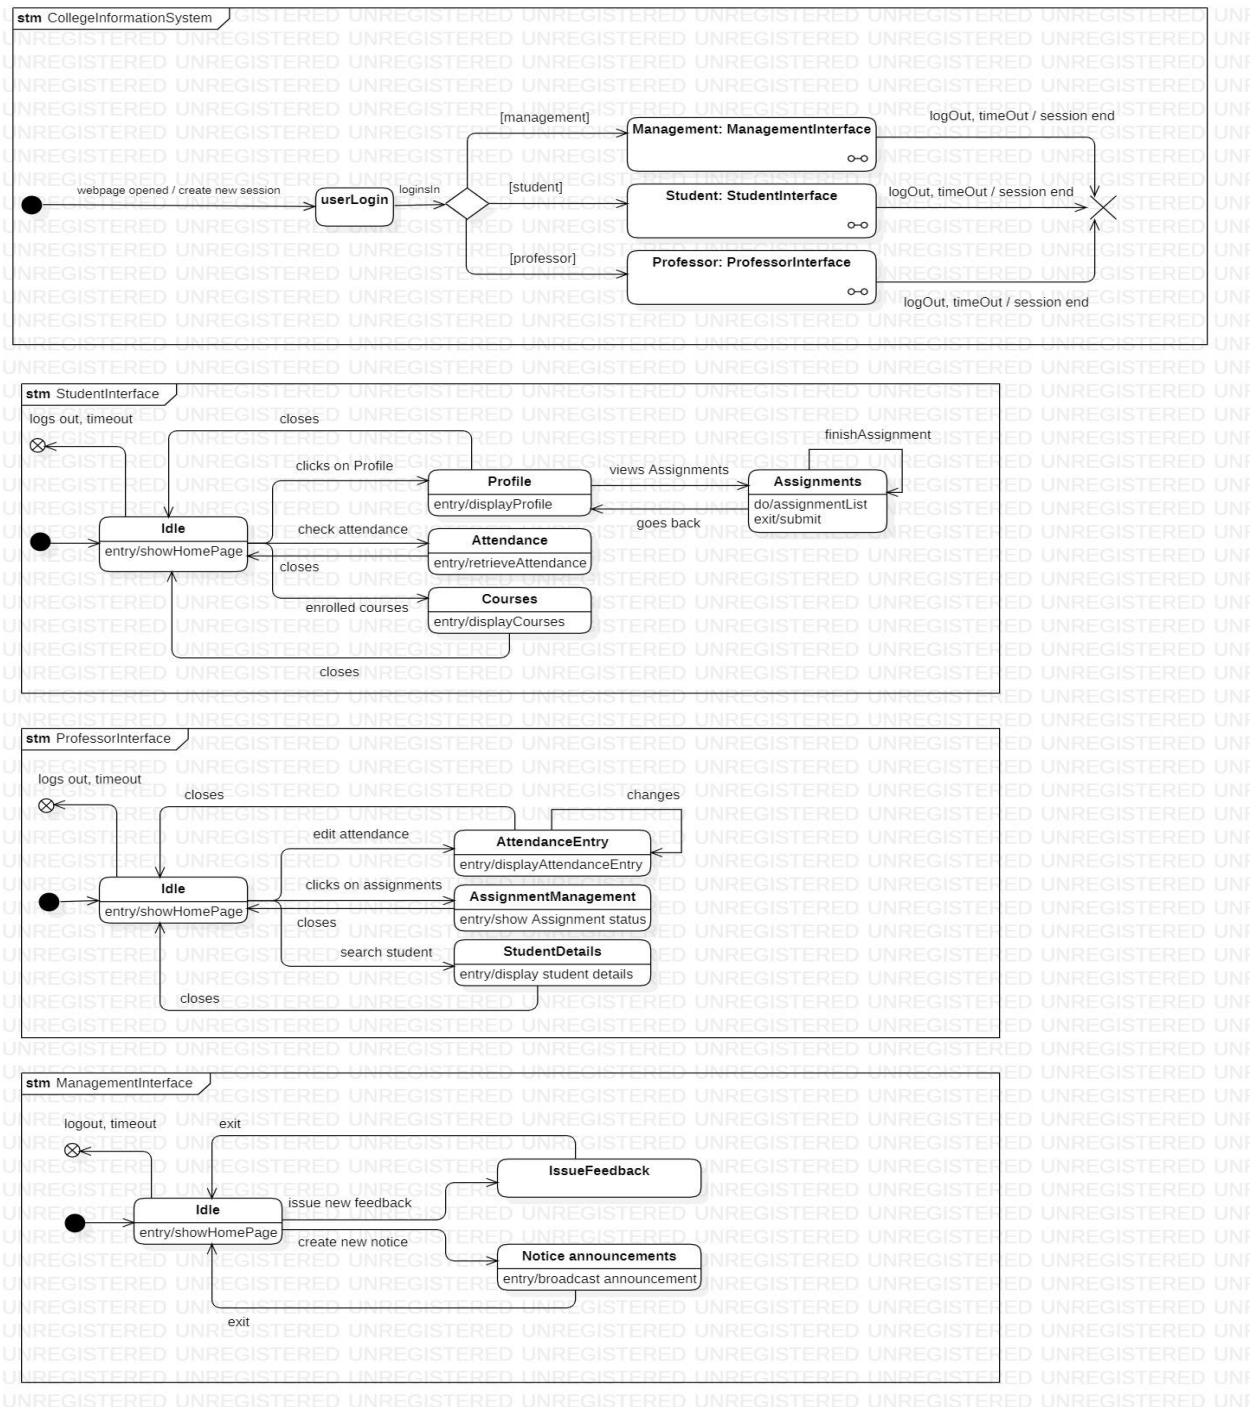 stm CollegeInformationSystem
[management]
Management: ManagementInterface
logOut, timeOut / session end
webpage opened / create new session
userLogin
loginsIn
[student]
Student: StudentInterface
logOut, timeOut / session end
[professor]
Professor: ProfessorInterface
logOut, timeOut / session end
stm StudentInterface
logs out, timeout
closes
finishAssignment
clicks on Profile
Profile
entry/displayProfile
views Assignments
goes back
Assignments
do/assignmentList
exit/submit
Idle
entry/showHomePage
check attendance
closes
Attendance
entry/retrieveAttendance
enrolled courses
Courses
entry/displayCourses
closes
stm ProfessorInterface
logs out, timeout
closes
changes
edit attendance
AttendanceEntry
entry/displayAttendanceEntry
Idle
entry/showHomePage
clicks on assignments
closes
AssignmentManagement
entry/show Assignment status
search student
StudentDetails
entry/display student details
closes
stm ManagementInterface
logout, timeout
exit
IssueFeedback
issue new feedback
Idle
entry/showHomePage
create new notice
Notice announcements
entry/broadcast announcement
exit
UNREGISTERED